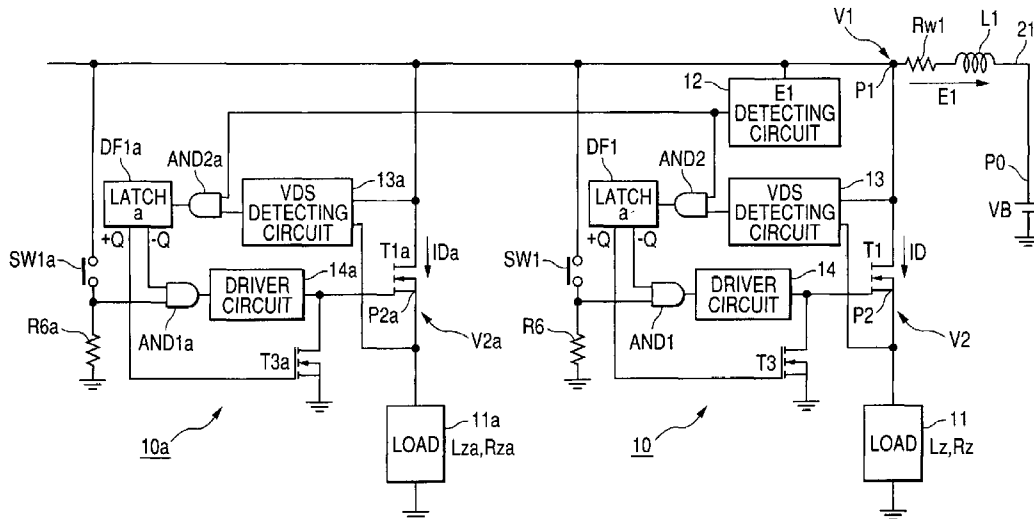 V1
Rw1
L1
21
P1
E1
12
E1
DETECTING
CIRCUIT
P0
VB
DF1a
AND2a
LATCH
a
+Q
-Q
13a
VDS
DETECTING
CIRCUIT
DF1
AND2
LATCH
a
+Q
-Q
13
VDS
DETECTING
CIRCUIT
SW1a
14a
T1a
IDa
DRIVER
CIRCUIT
AND1a
P2a
V2a
R6a
T3a
SW1
14
T1
ID
DRIVER
CIRCUIT
AND1
P2
V2
R6
T3
10a
11a
LOAD
Lza,Rza
10
11
LOAD
Lz,Rz